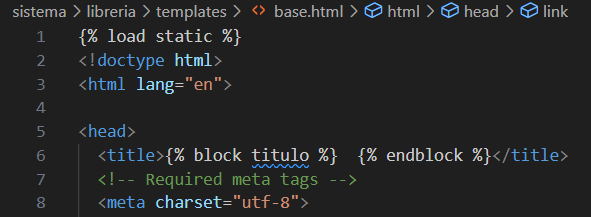 sistema > libreria > templates > <> base.html > html > head > link
1 {% load static %}
2 <!doctype html>
3 <html lang="en">
4
5 <head>
6 <title>{% block titulo %}  {% endblock %}</title>
7 <!-- Required meta tags -->
8 <meta charset="utf-8">